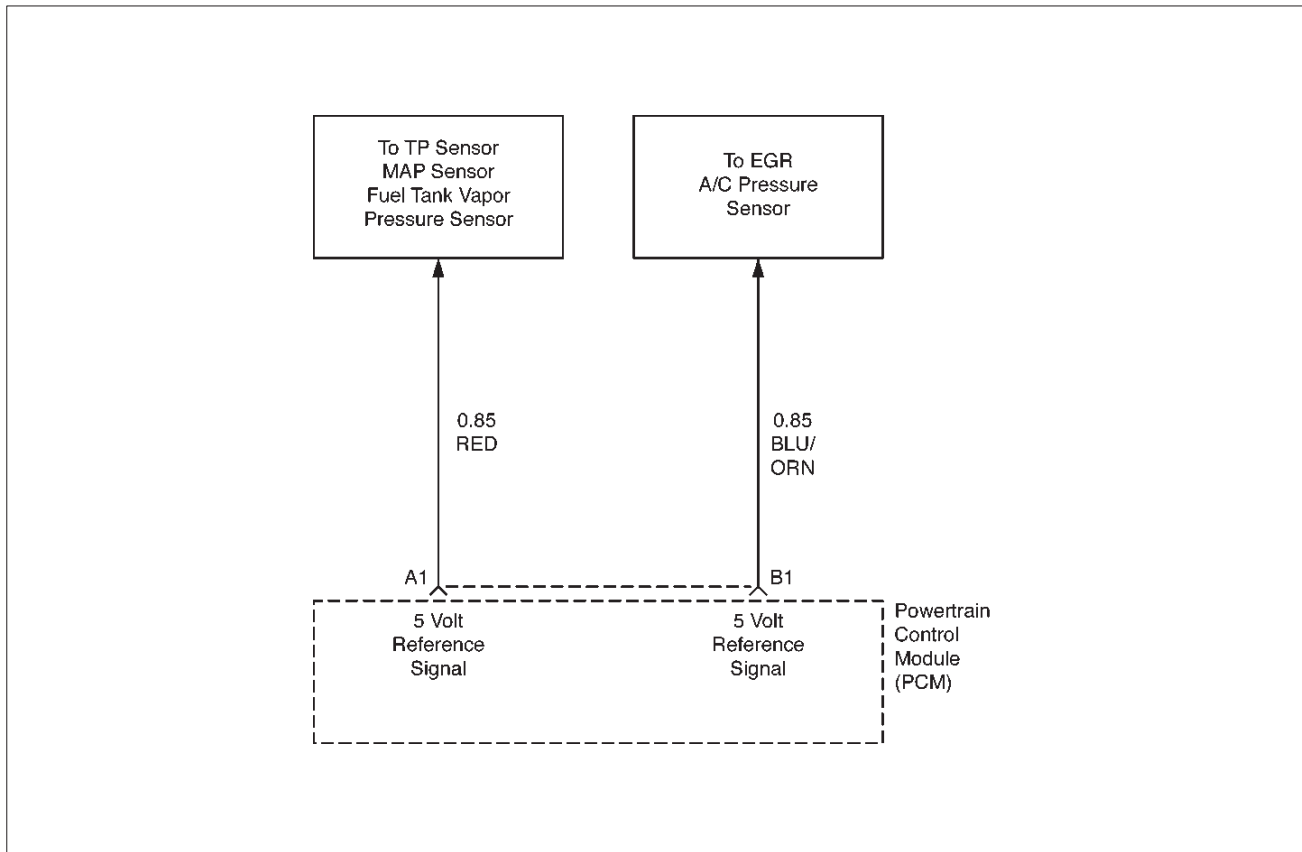 To TP Sensor
MAP Sensor
Fuel Tank Vapor
Pressure Sensor
To EGR
A/C Pressure
Sensor
0.85
RED
0.85
BLU/
ORN
A1
B1
5 Volt
Reference
Signal
5 Volt
Reference
Signal
Powertrain
Control
Module
(PCM)